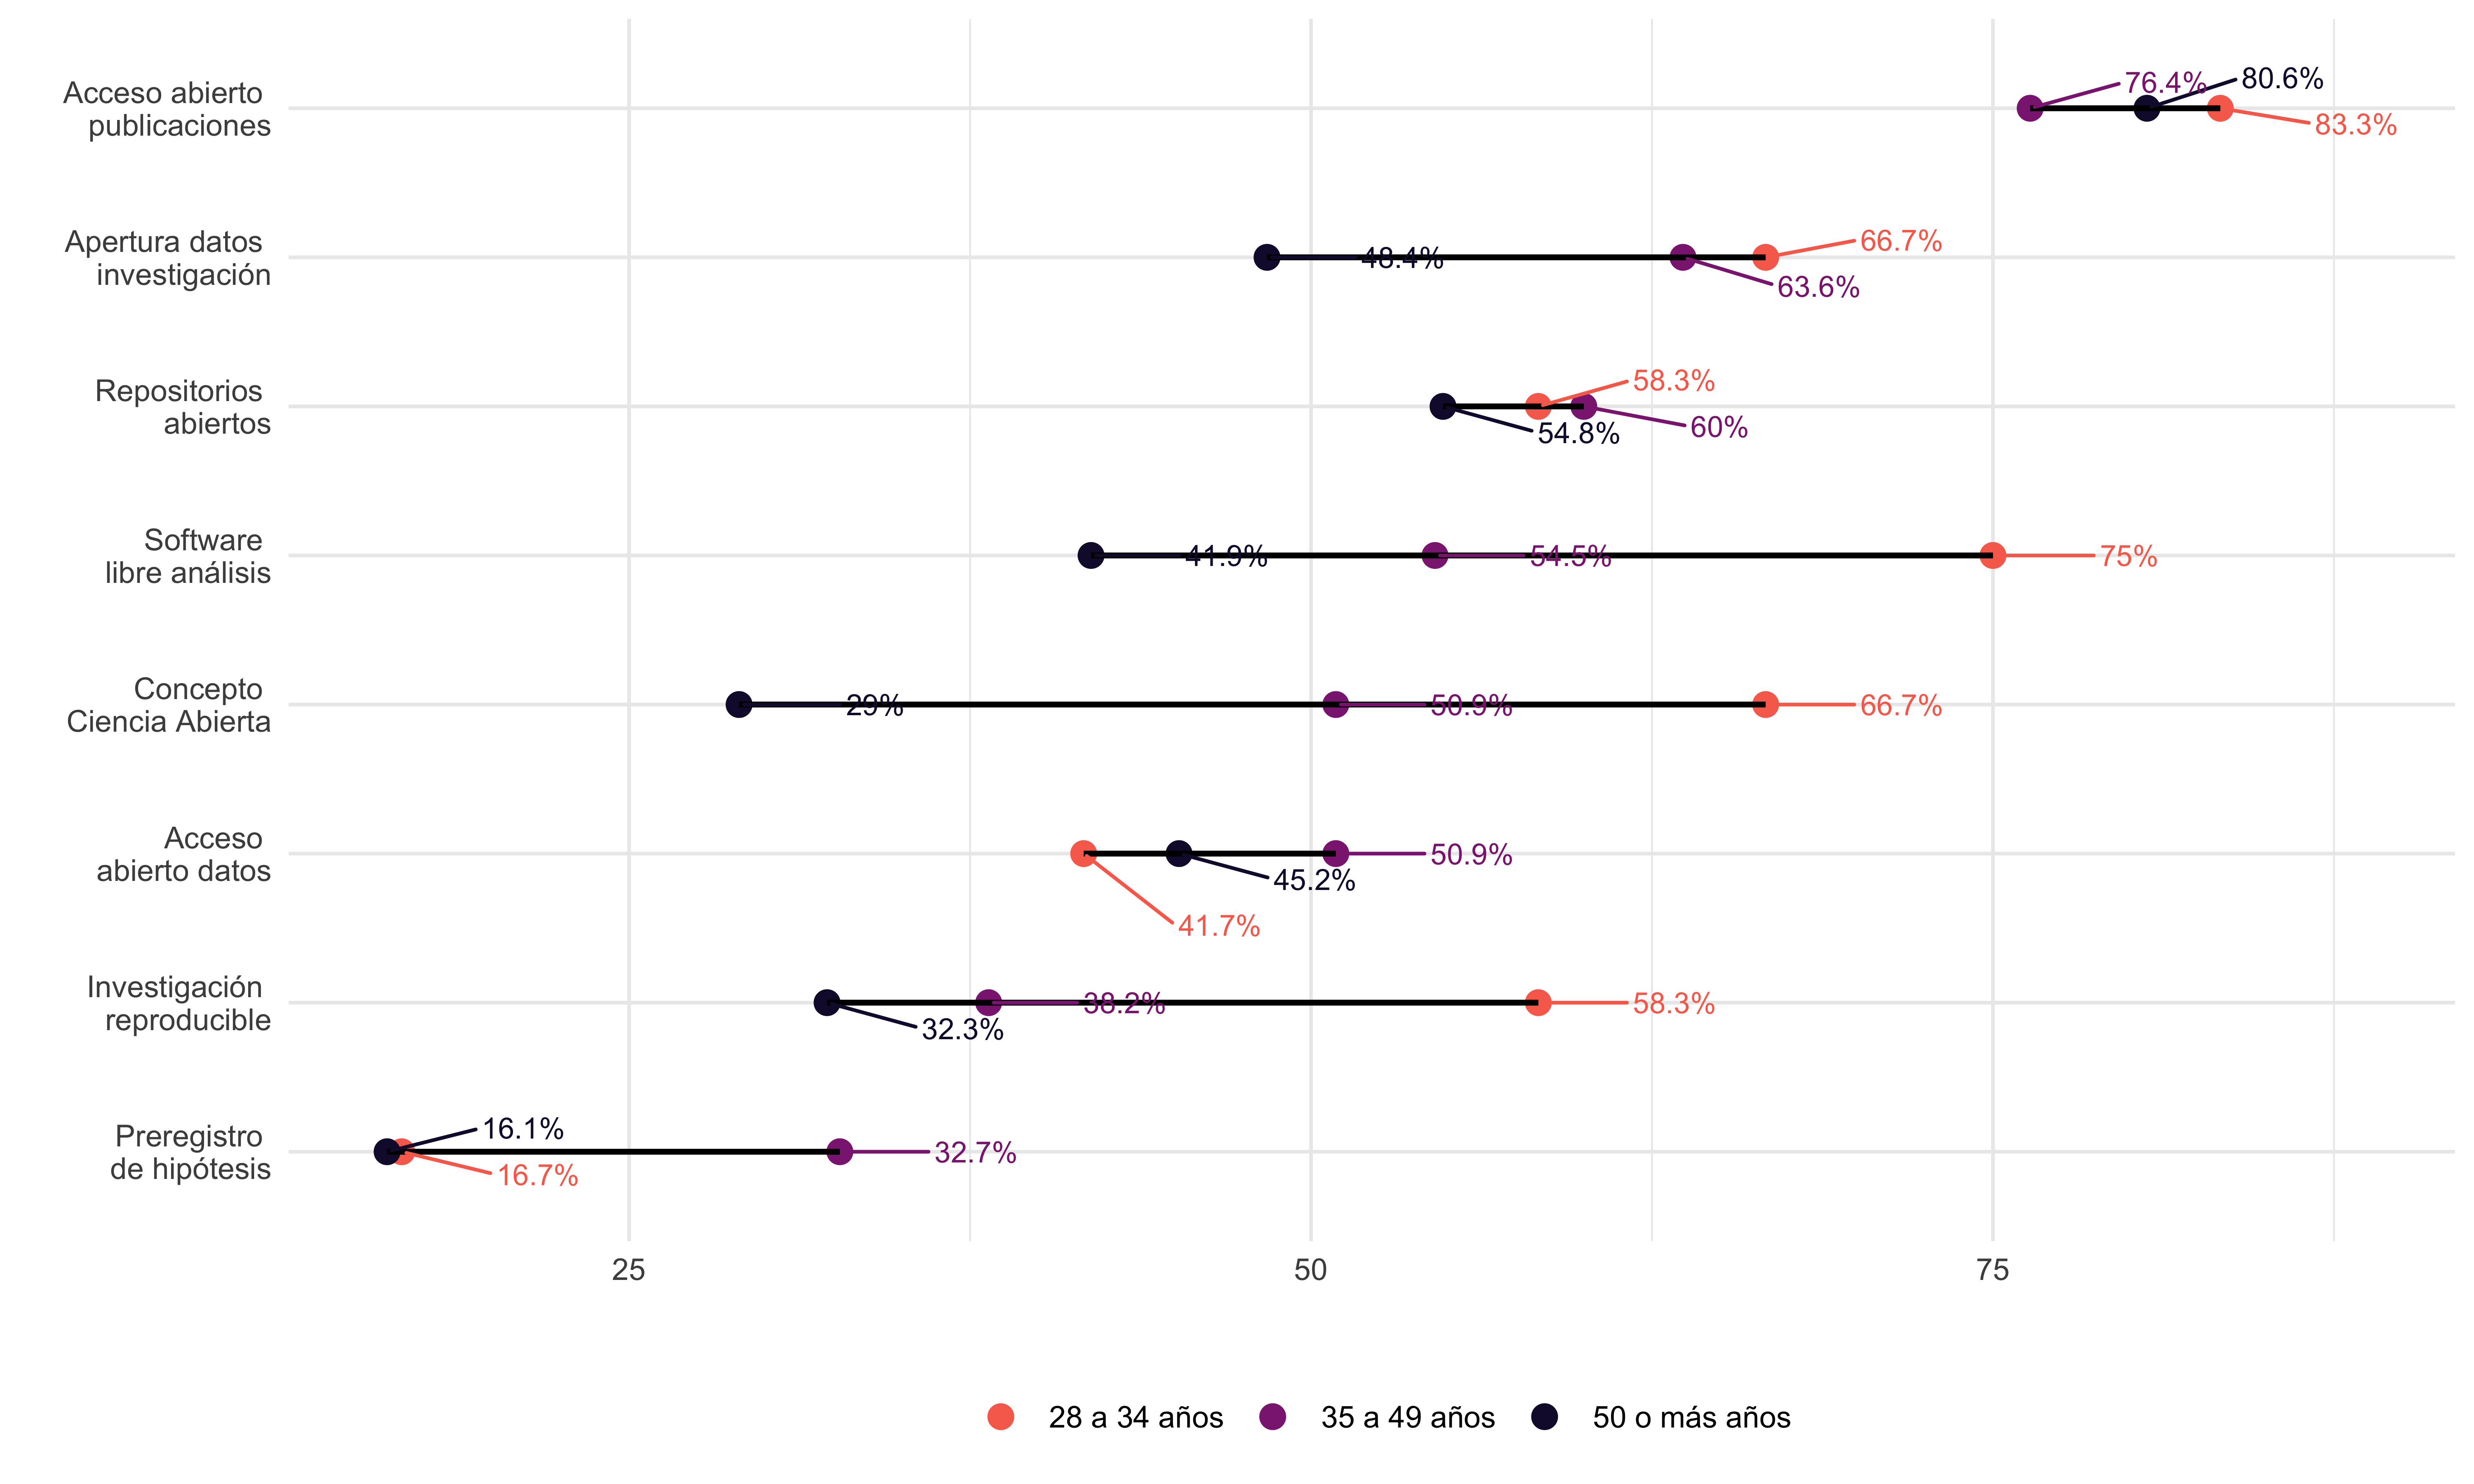 Acceso abierto
publicaciones
76.4%
80.6%
83.3%
Apertura datos
investigación
48.4%
66.7%
63.6%
Repositorios
abiertos
58.3%
54.8%
60%
Software
libre análisis
41.9%
54.5%
75%
Concepto
Ciencia Abierta
29%
50.9%
66.7%
Acceso
abierto datos
50.9%
45.2%
41.7%
Investigación
reproducible
38.2%
58.3%
32.3%
Preregistro
de hipótesis
16.1%
32.7%
16.7%
25 50 75
28 a 34 años 35 a 49 años 50 o más años